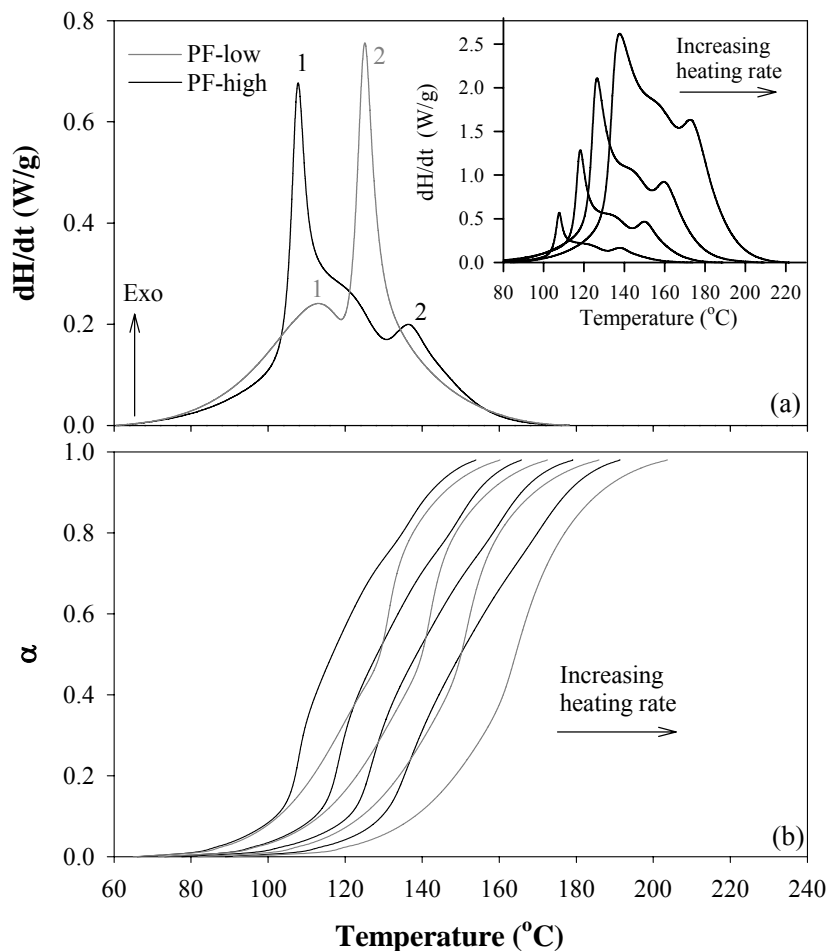 0.8
0.6
0.4
0.2
0.0
dH/dt (W/g)
PF-low
PF-high
1
2
1
2
Exo
(a)
2.5
2.0
1.5
1.0
0.5
0.0
dH/dt (W/g)
Increasing
heating rate
80 100 120 140 160 180 200 220
Temperature (°C)
1.0
0.8
0.6
0.4
0.2
0.0
α
Increasing
heating rate
(b)
60 80 100 120 140 160 180 200 220 240
Temperature (°C)